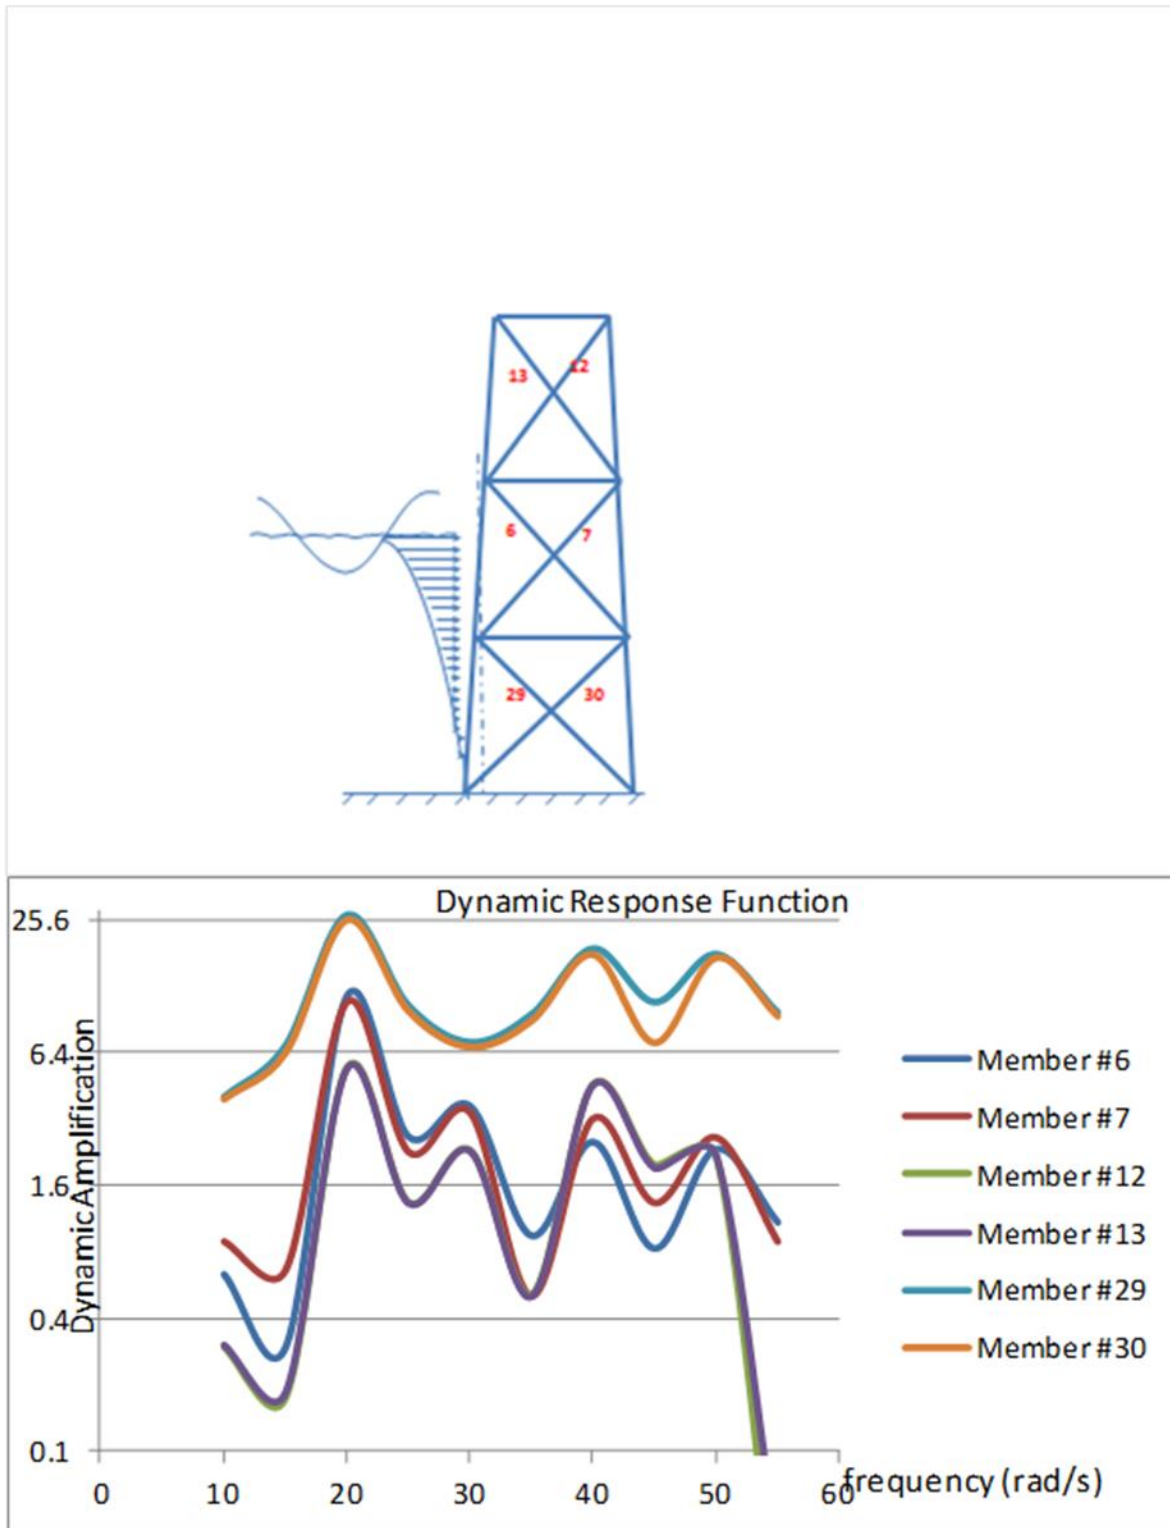 13
12
6
7
29
30
Dynamic Response Function
Dynamic Amplification
25.6
6.4
1.6
0.4
0.1
0
10
20
30
40
50
60
frequency (rad/s)
Member #6
Member #7
Member #12
Member #13
Member #29
Member #30